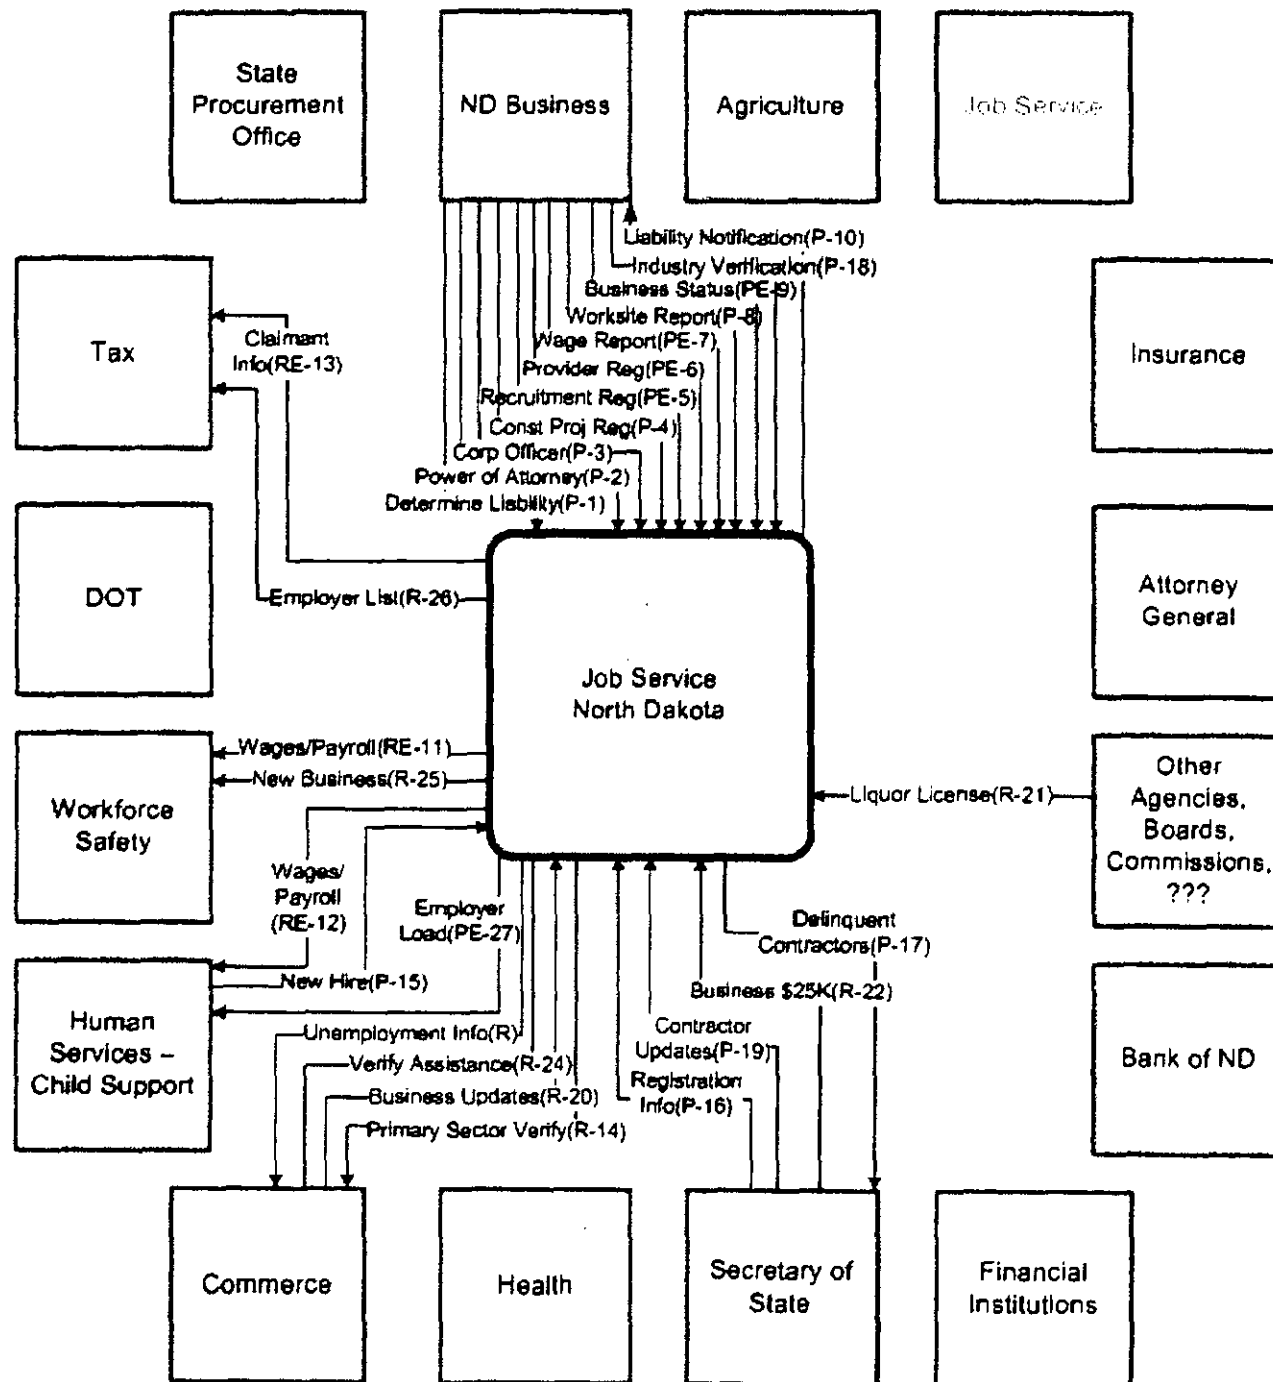 State
Procurement
Office
ND Business
Agriculture
Job Service
Liability Notification(P-10)
Industry Verification(P-18)
Business Status(PE-9)
Worksite Report(P-8)
Wage Report(PE-7)
Provider Reg(PE-6)
Recruitment Reg(PE-5)
Const Proj Reg(P-4)
Corp Officer(P-3)
Power of Attorney(P-2)
Determine Liability(P-1)
Tax
Claimant
Info(RE-13)
Insurance
DOT
Employer List(R-26)
Attorney
General
Job Service
North Dakota
Workforce
Safety
Wages/Payroll(RE-11)
New Business(R-25)
Liquor License(R-21)
Other
Agencies,
Boards,
Commissions,
???
Wages/
Payroll
(RE-12)
Employer
Load(PE-27)
Delinquent
Contractors(P-17)
New Hire(P-15)
Business $25K(R-22)
Human
Services –
Child Support
Unemployment Info(R)
Verify Assistance(R-24)
Business Updates(R-20)
Primary Sector Verify(R-14)
Contractor
Updates(P-19)
Registration
Info(P-16)
Bank of ND
Commerce
Health
Secretary of
State
Financial
Institutions